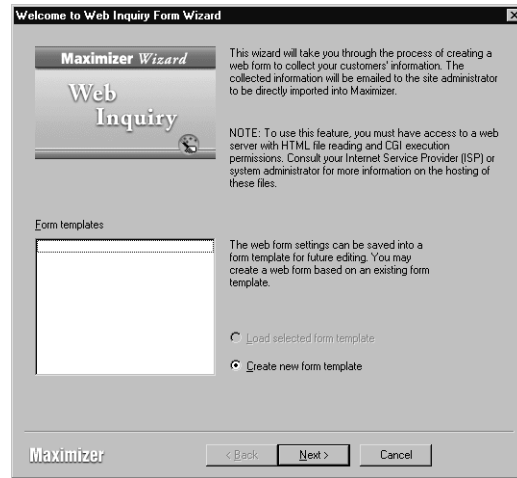 Welcome to Web Inquiry Form Wizard
Maximizer Wizard
Web
Inquiry
This wizard will take you through the process of creating a
web form to collect your customers' information. The
collected information will be emailed to the site administrator
to be directly imported into Maximizer.
NOTE: To use this feature, you must have access to a web
server with HTML file reading and CGI execution
permissions. Consult your Internet Service Provider (ISP) or
system administrator for more information on the hosting of
these files.
Form templates
The web form settings can be saved into a
form template for future editing. You may
create a web form based on an existing form
template.
Load selected form template
Create new form template
Maximizer
< Back
Next >
Cancel